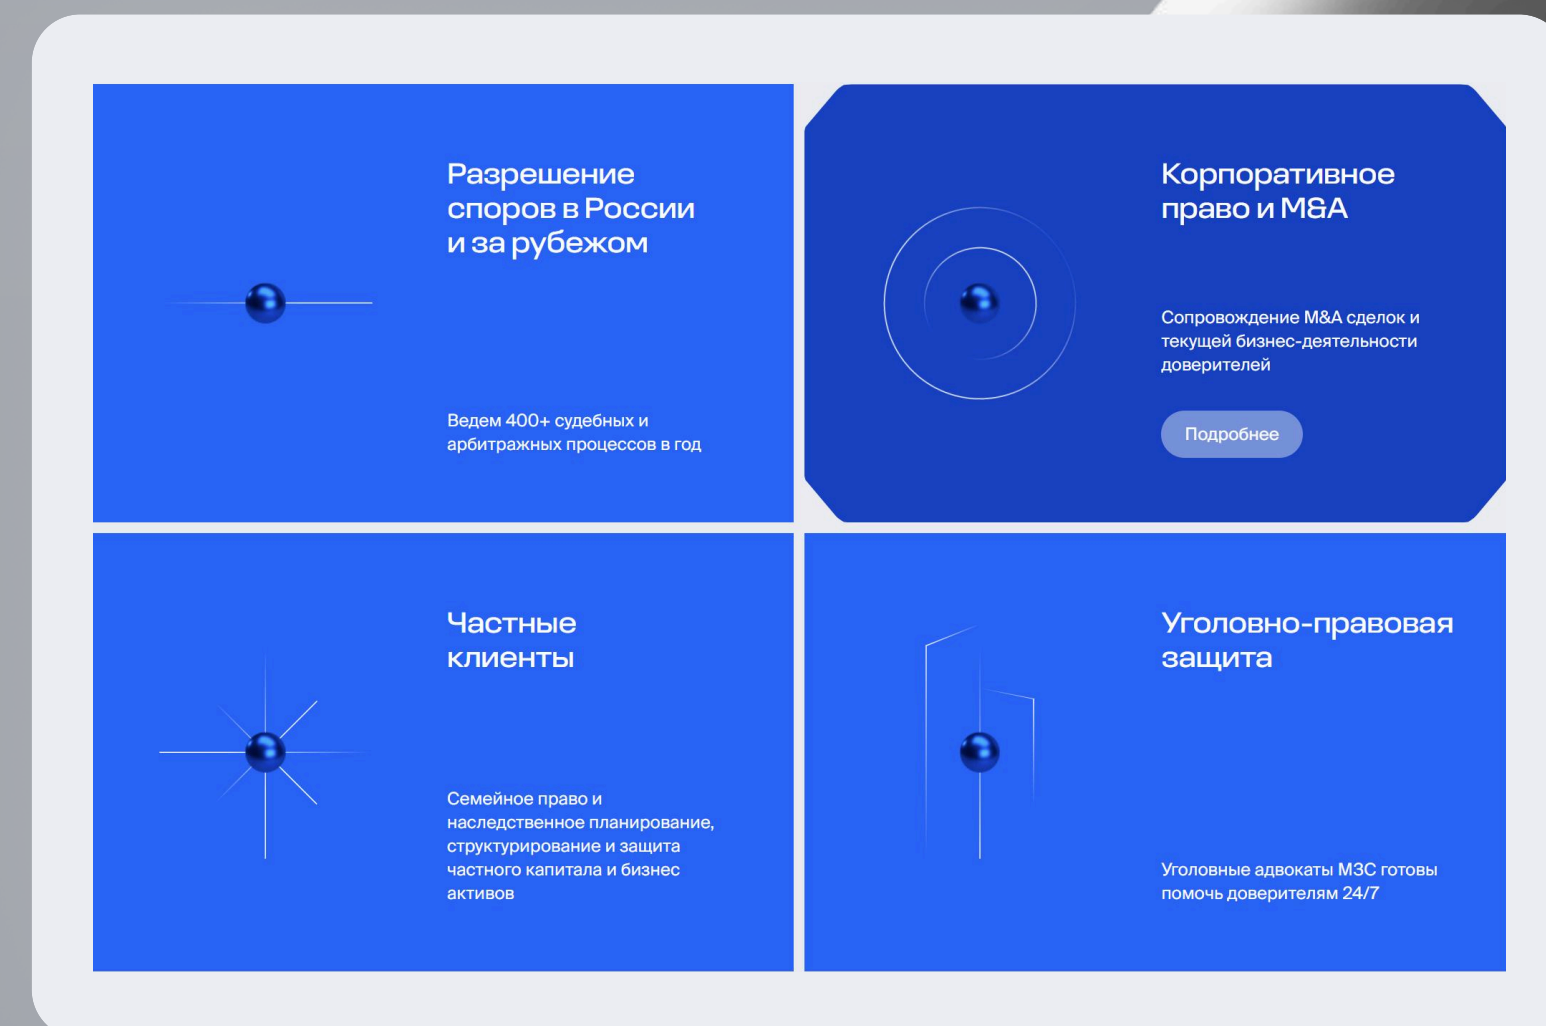 Разрешение
споров в России
и за рубежом
Ведем 400+ судебных и
арбитражных процессов в год
Корпоративное
право и M&A
Сопровождение M&A сделок и
текущей бизнес-деятельности
доверителей
Подробнее
Частные
клиенты
Семейное право и
наследственное планирование,
структурирование и защита
частного капитала и бизнес
активов
Уголовно-правовая
защита
Уголовные адвокаты МЗС готовы
помочь доверителям 24/7